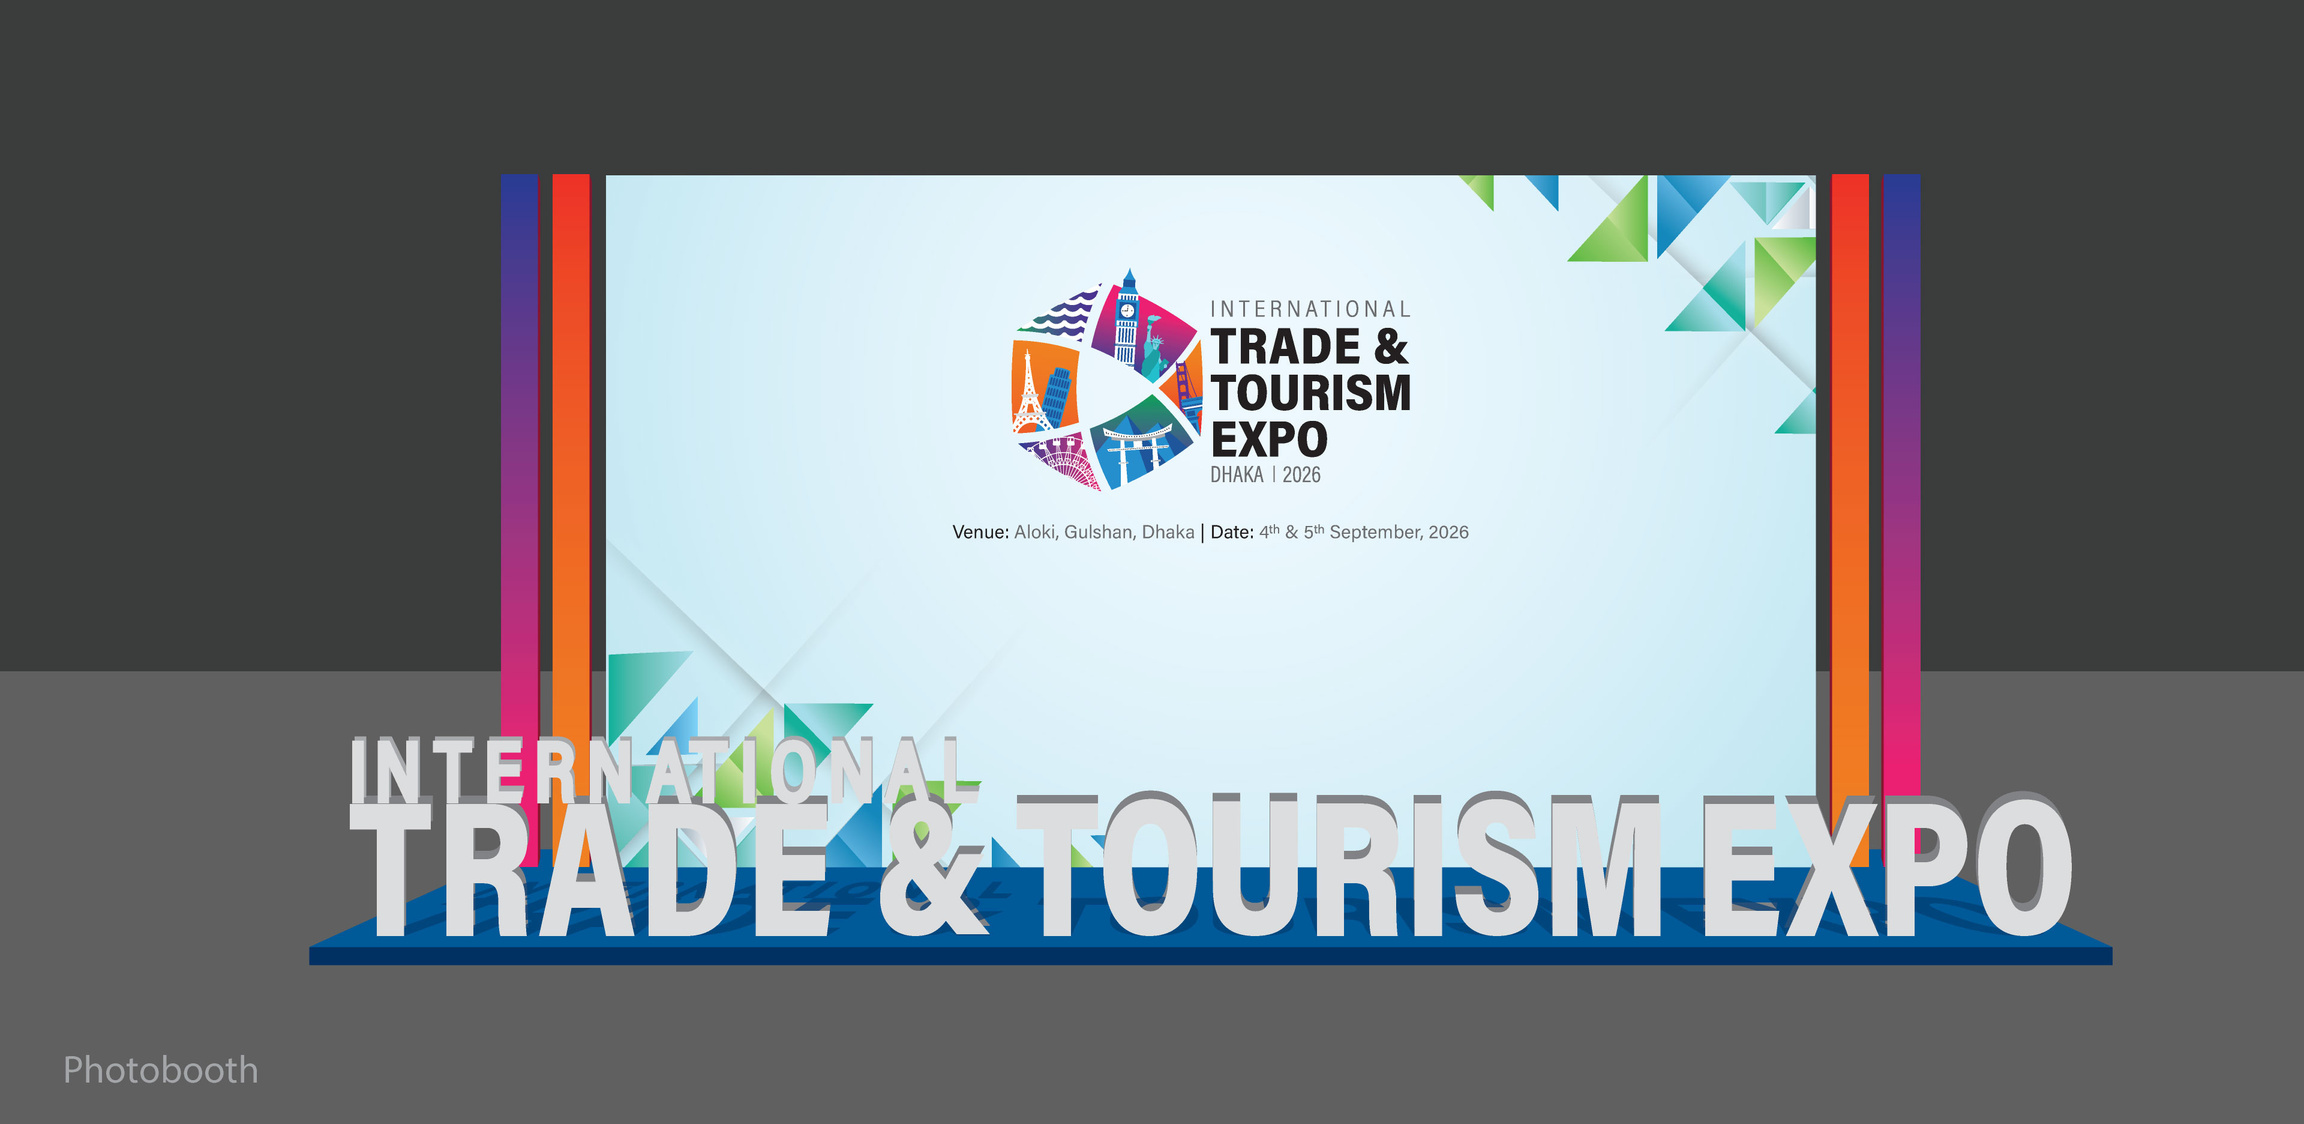 INTERNATIONAL
TRADE &
TOURISM
EXPO
DHAKA | 2026
Venue: Aloki, Gulshan, Dhaka | Date: 4th & 5th September, 2026
INTERNATIONAL
TRADE & TOURISM EXPO
Photobooth